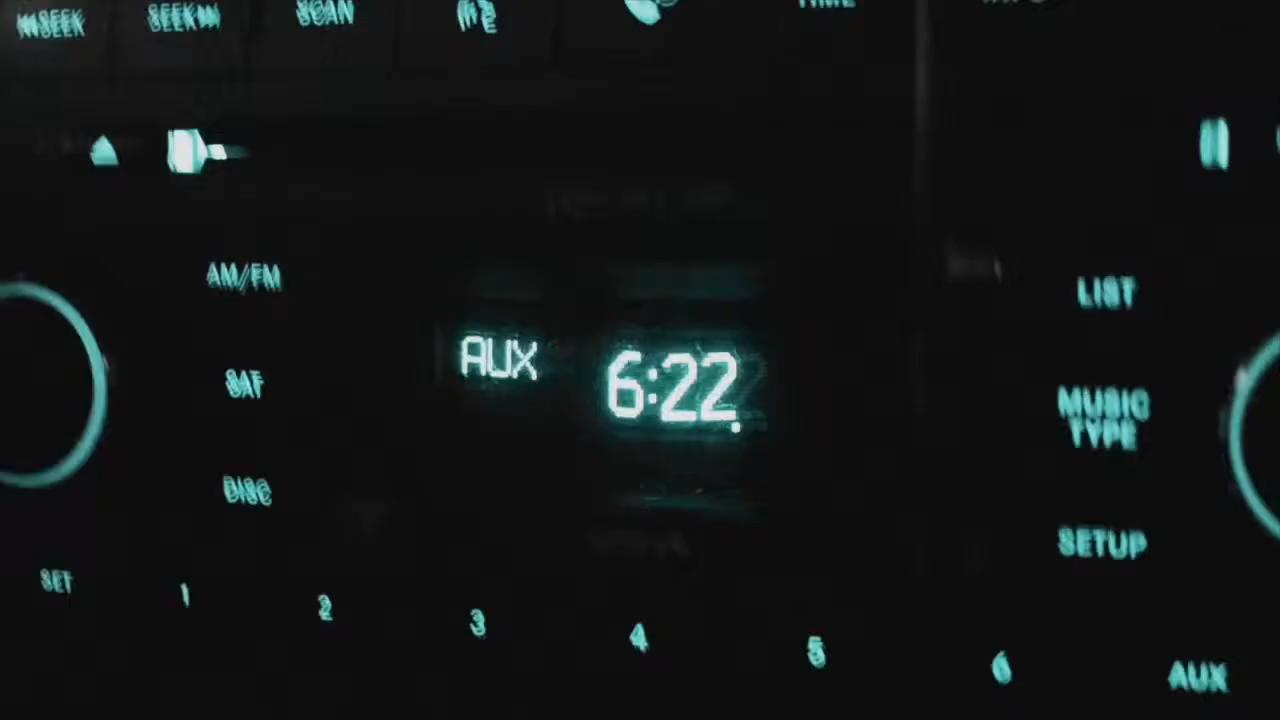 SEEK
SEEK
SCAN
TIME
AM/FM
LIST
AUX
6:22
SAT
MUSIC
TYPE
DISC
SETUP
SET
1
2
3
4
5
6
AUX